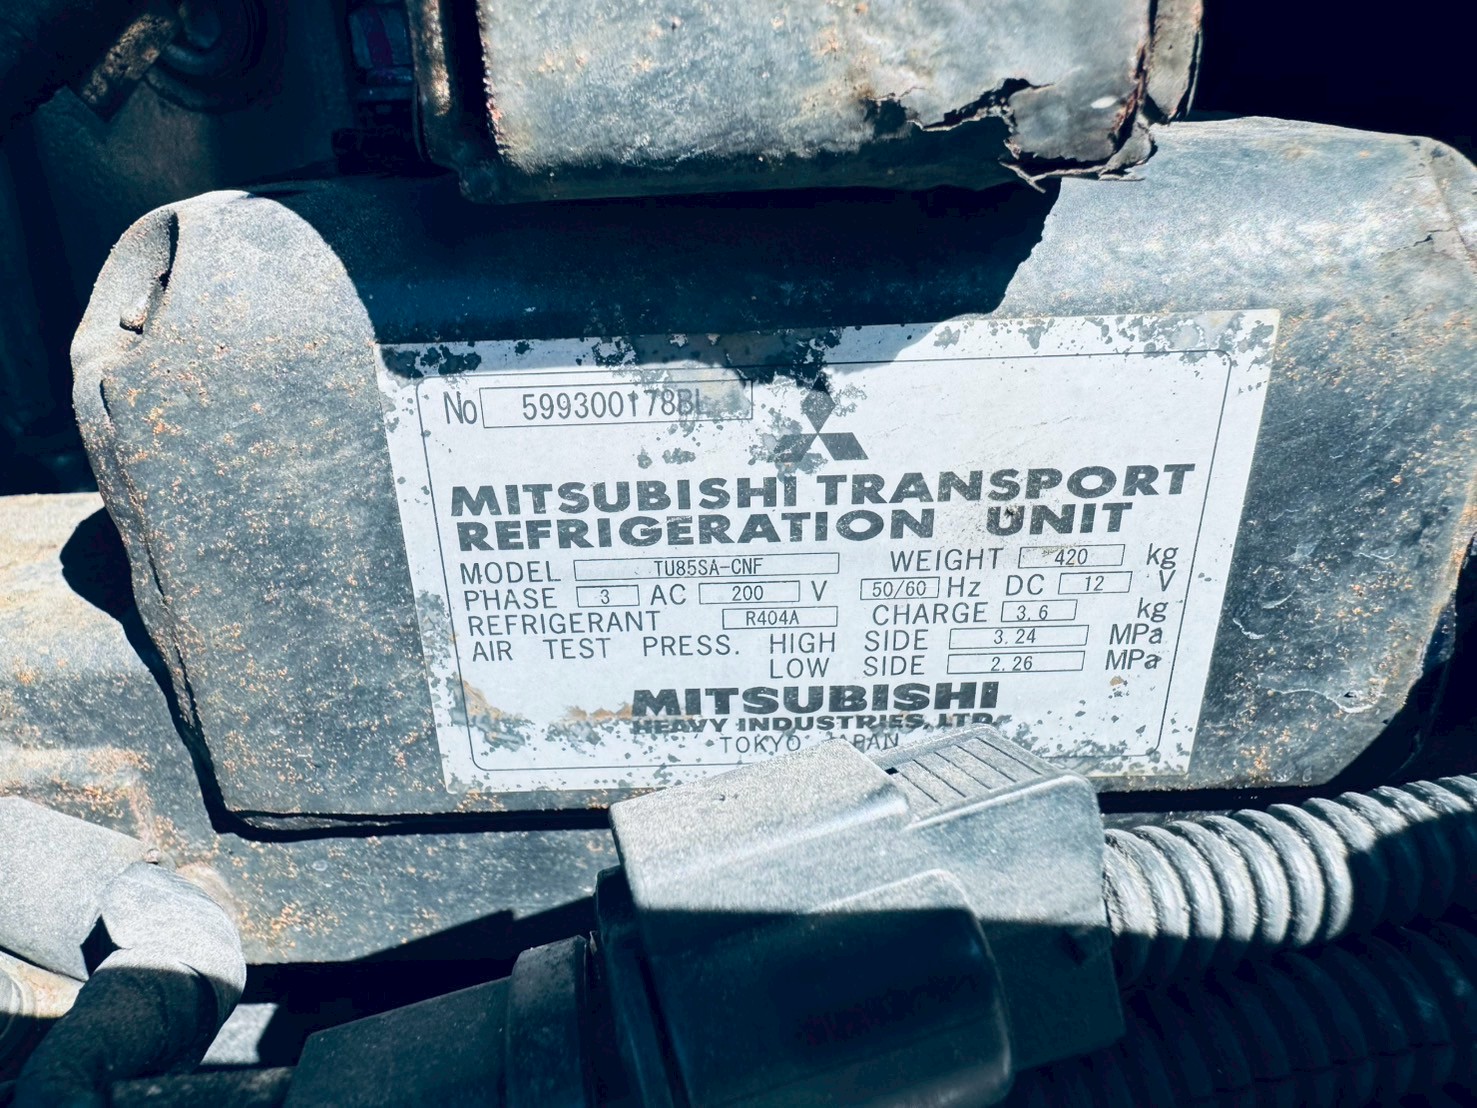 No 599300178BL
MITSUBISHI TRANSPORT
REFRIGERATION UNIT
MODEL TU85SA-CNF WEIGHT 420 kg
PHASE 3 AC 200 V 50/60 Hz DC 12 V
REFRIGERANT R404A CHARGE 3.6 kg
AIR TEST PRESS. HIGH SIDE 3.24 MPa
LOW SIDE 2.26 MPa
MITSUBISHI
HEAVY INDUSTRIES, LTD.
TOKYO JAPAN